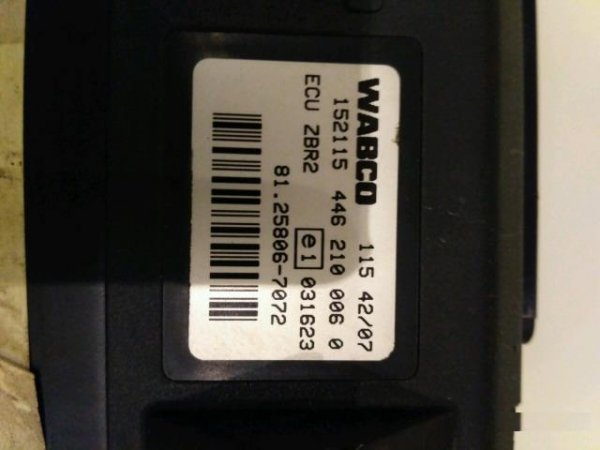 WABCO 115 42/07
152115 446 210 006 0
ECU ZBR2 e1 031623
81.25806-7072